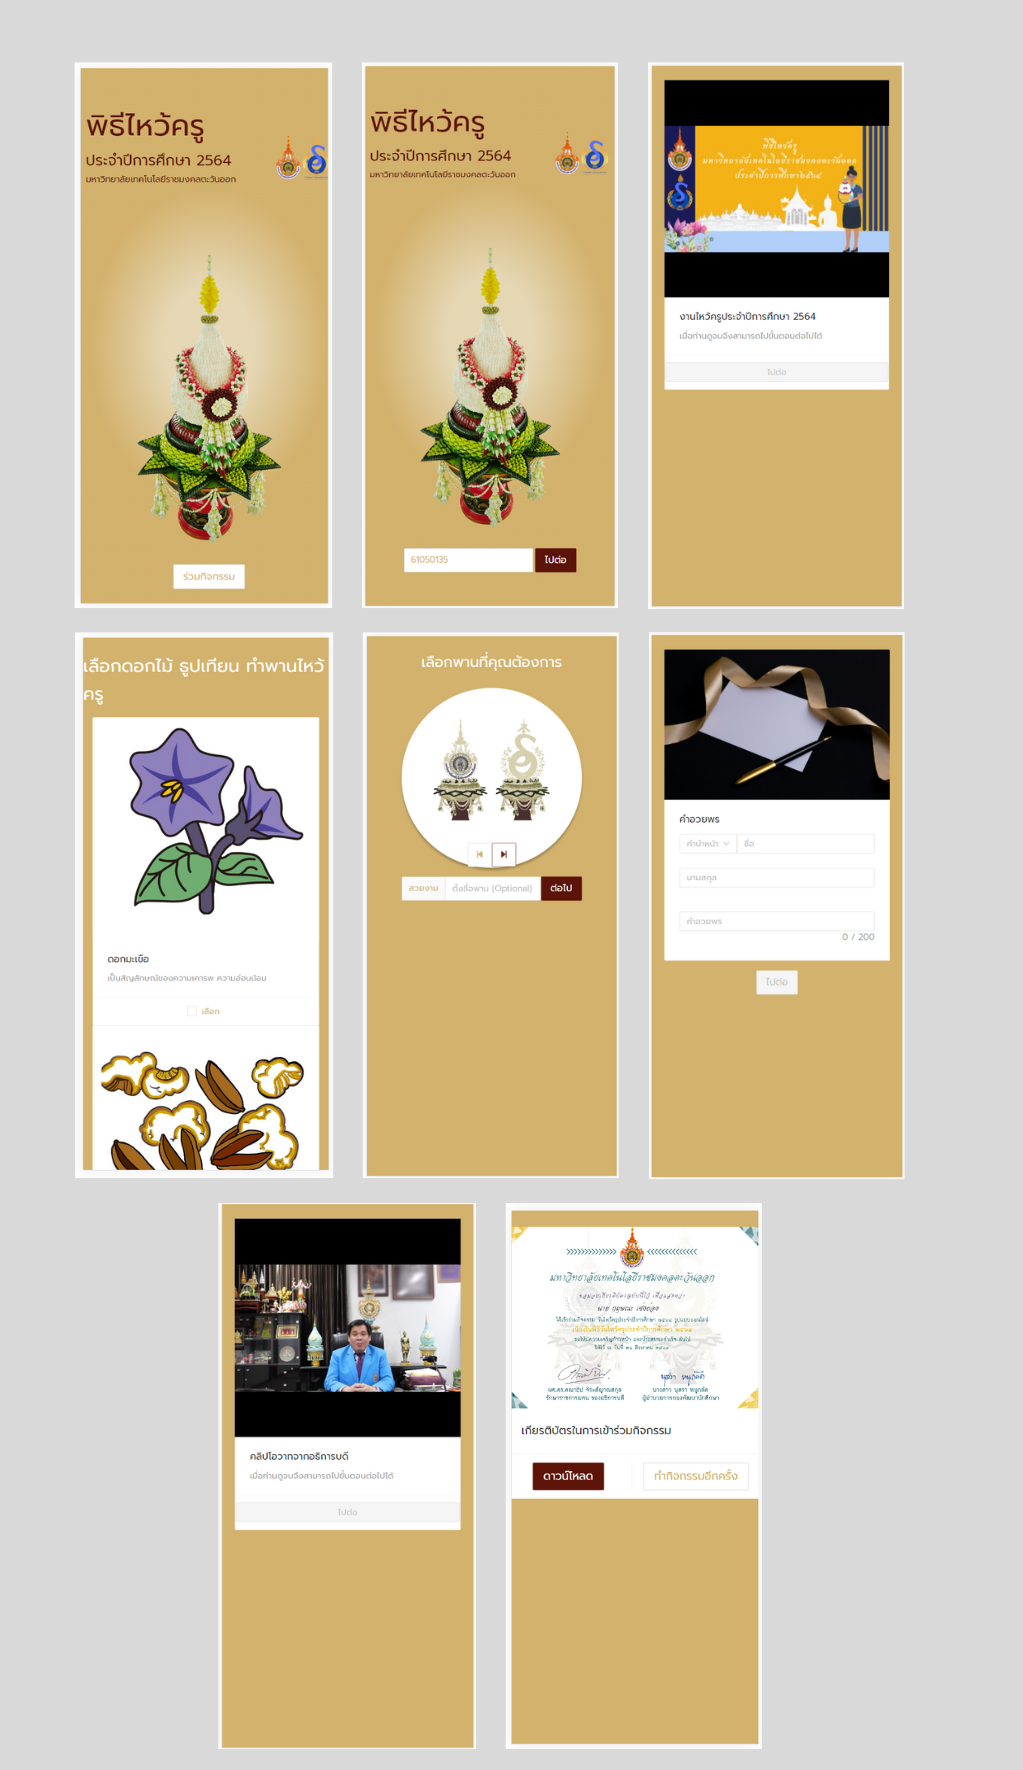 พิธีไหว้ครู
ประจำปีการศึกษา 2564
มหาวิทยาลัยเทคโนโลยีราชมงคลตะวันออก
ร่วมกิจกรรม
พิธีไหว้ครู
ประจำปีการศึกษา 2564
มหาวิทยาลัยเทคโนโลยีราชมงคลตะวันออก
61050135
ไปต่อ
พิธีไหว้ครู
มหาวิทยาลัยเทคโนโลยีราชมงคลตะวันออก
ประจำปีการศึกษา ๒๕๖๔
งานไหว้ครูประจำปีการศึกษา 2564
เมื่อท่านดูจบจึงสามารถไปขั้นตอนต่อไปได้
ไปต่อ
เลือกดอกไม้ ธูปเทียน ทำพานไหว้
ครู
ดอกมะเขือ
เป็นสัญลักษณ์ของความเคารพ ความอ่อนน้อม
เลือก
เลือกพานที่คุณต้องการ
สวยงาม
ตั้งชื่อพาน (Optional)
ต่อไป
คำอวยพร
คำนำหน้า
ชื่อ
นามสกุล
คำอวยพร
0 / 200
ไปต่อ
คลิปโอวาทจากอธิการบดี
เมื่อท่านดูจบจึงสามารถไปขั้นตอนต่อไปได้
ไปต่อ
มหาวิทยาลัยเทคโนโลยีราชมงคลตะวันออก
เกียรติบัตรในการเข้าร่วมกิจกรรม
ดาวน์โหลด
ทำกิจกรรมอีกครั้ง